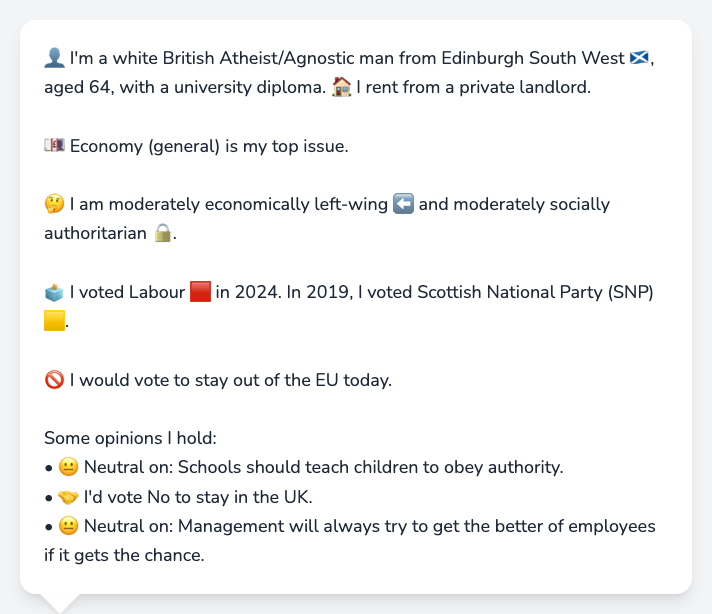 👤 I'm a white British Atheist/Agnostic man from Edinburgh South West 🏴󠁧󠁢󠁳󠁣󠁴󠁿,
aged 64, with a university diploma. 🏠 I rent from a private landlord.
💷 Economy (general) is my top issue.
🤔 I am moderately economically left-wing ⬅️ and moderately socially
authoritarian 🔒.
🗳️ I voted Labour 🟥 in 2024. In 2019, I voted Scottish National Party (SNP)
🟨.
🚫 I would vote to stay out of the EU today.
Some opinions I hold:
• 😐 Neutral on: Schools should teach children to obey authority.
• 🤝 I'd vote No to stay in the UK.
• 😐 Neutral on: Management will always try to get the better of employees
if it gets the chance.